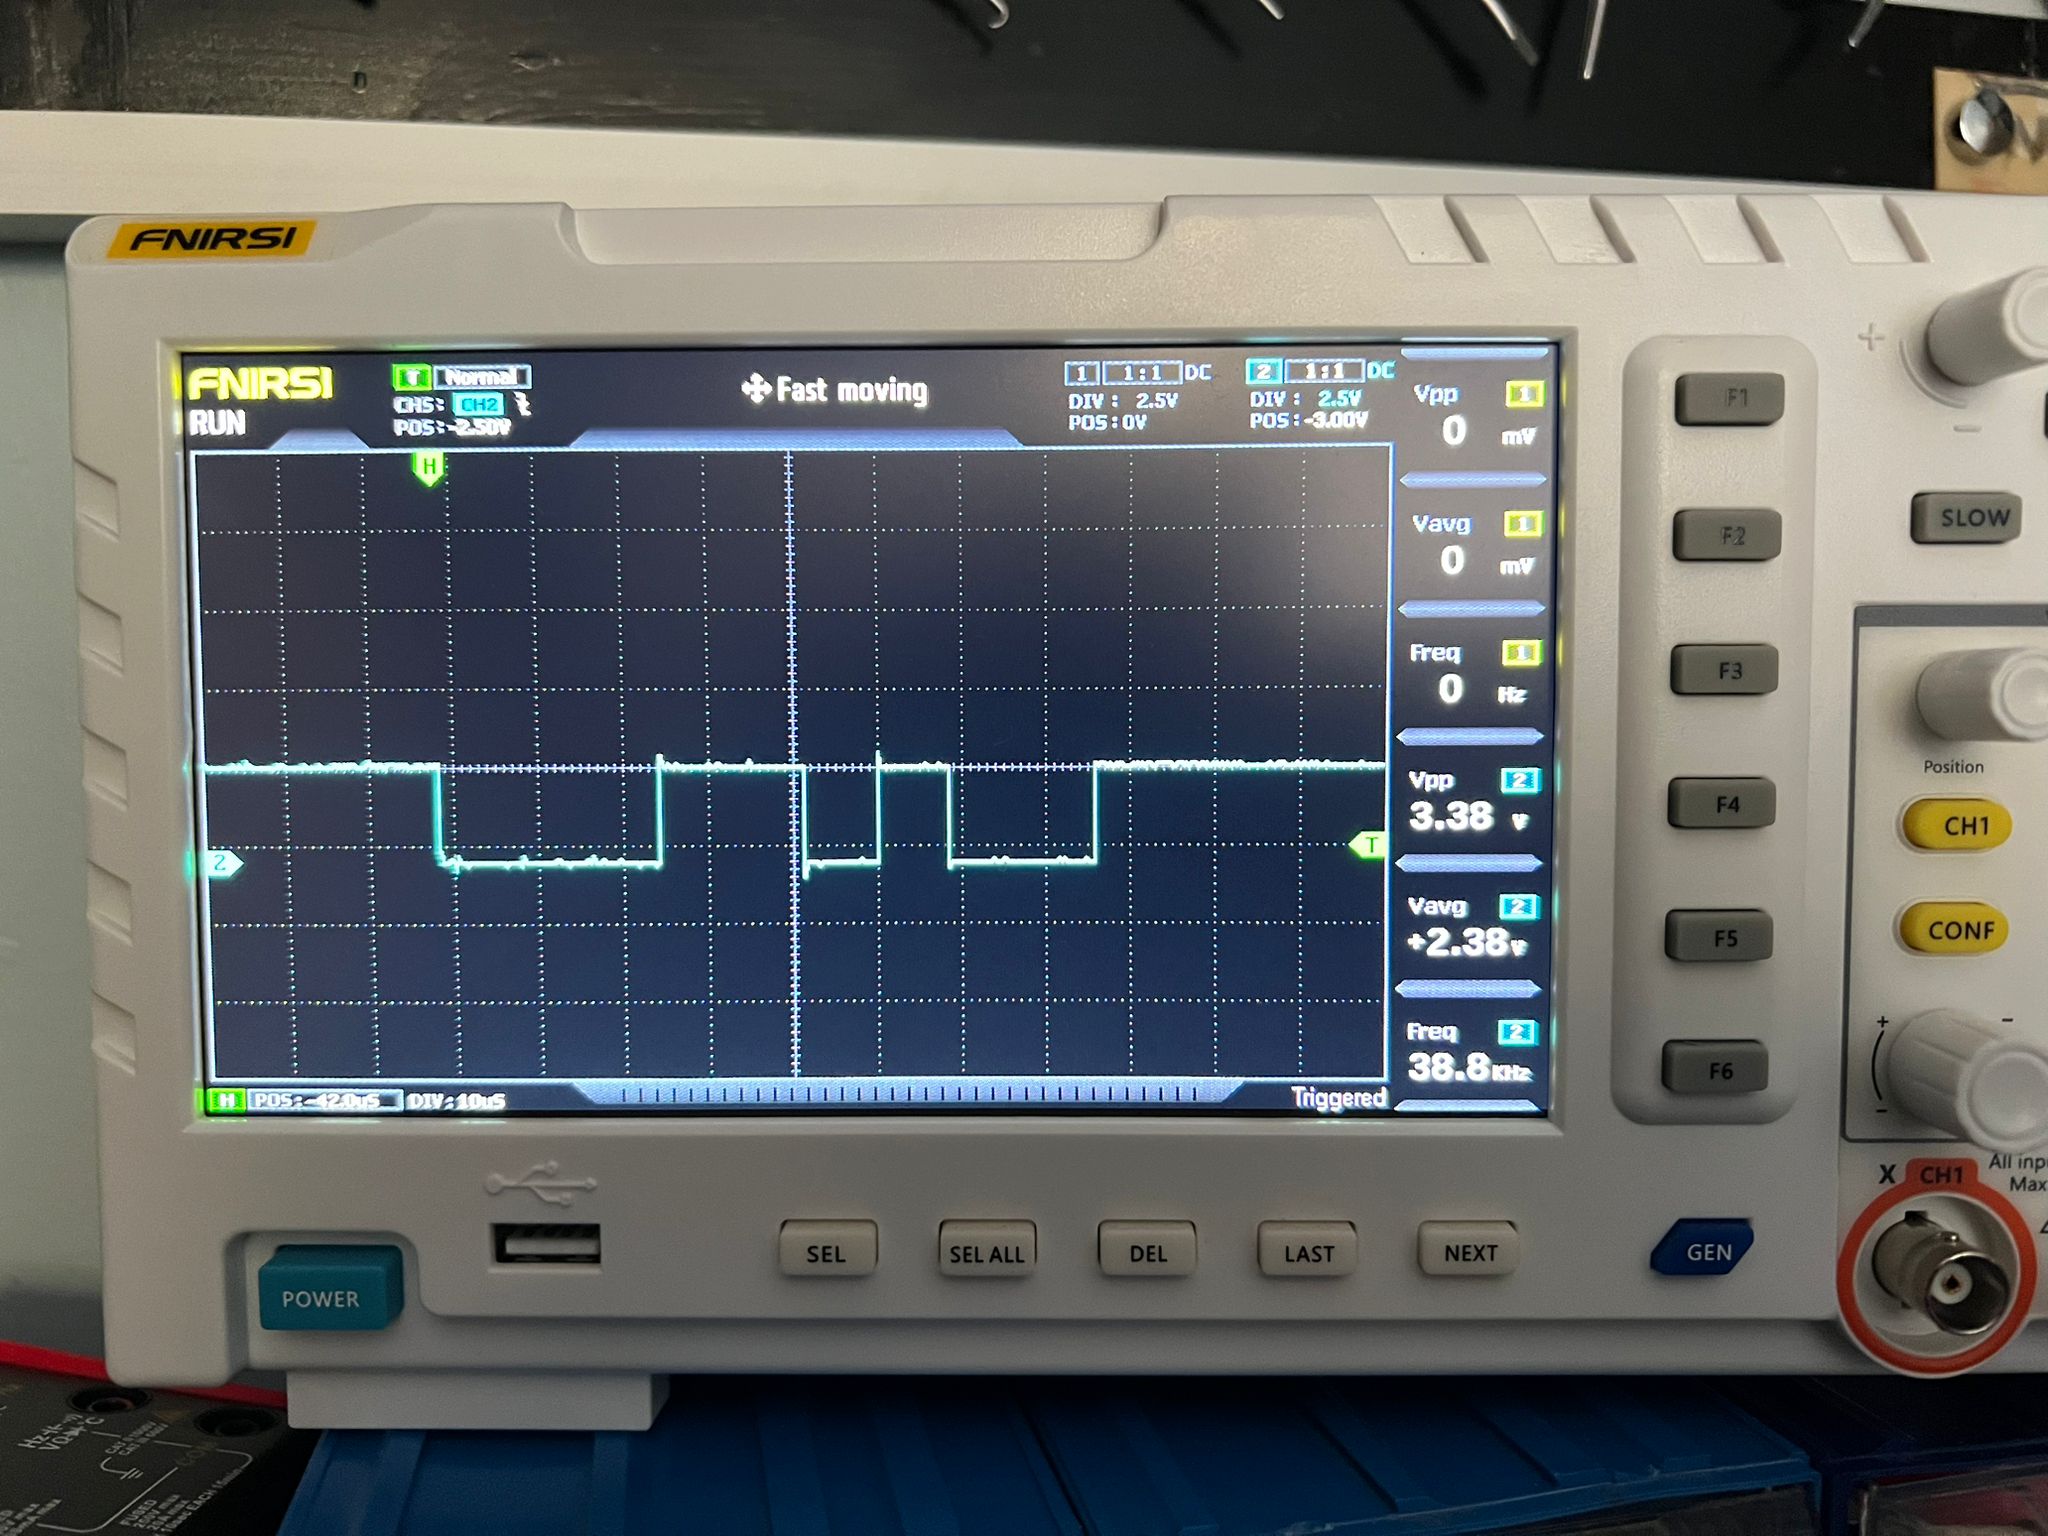 FNIRSI
FNIRSI
RUN
T Normal
CHS: CH2
POS:-2.50V
Fast moving
1 1:1 DC
DIV: 2.5V
POS:0V
2 1:1 DC
DIV: 2.5V
POS:-3.00V
H
2
T
Vpp 1
0 mV
Vavg 1
0 mV
Freq 1
0 Hz
Vpp 2
3.38 V
Vavg 2
+2.38V
Freq 2
38.8KHz
H POS:-42.0uS DIV:10uS
Triggered
F1
F2
F3
F4
F5
F6
+
-
SLOW
Position
CH1
CONF
+ -
-
X CH1
All inp
Max
POWER
SEL
SEL ALL
DEL
LAST
NEXT
GEN
FUSED